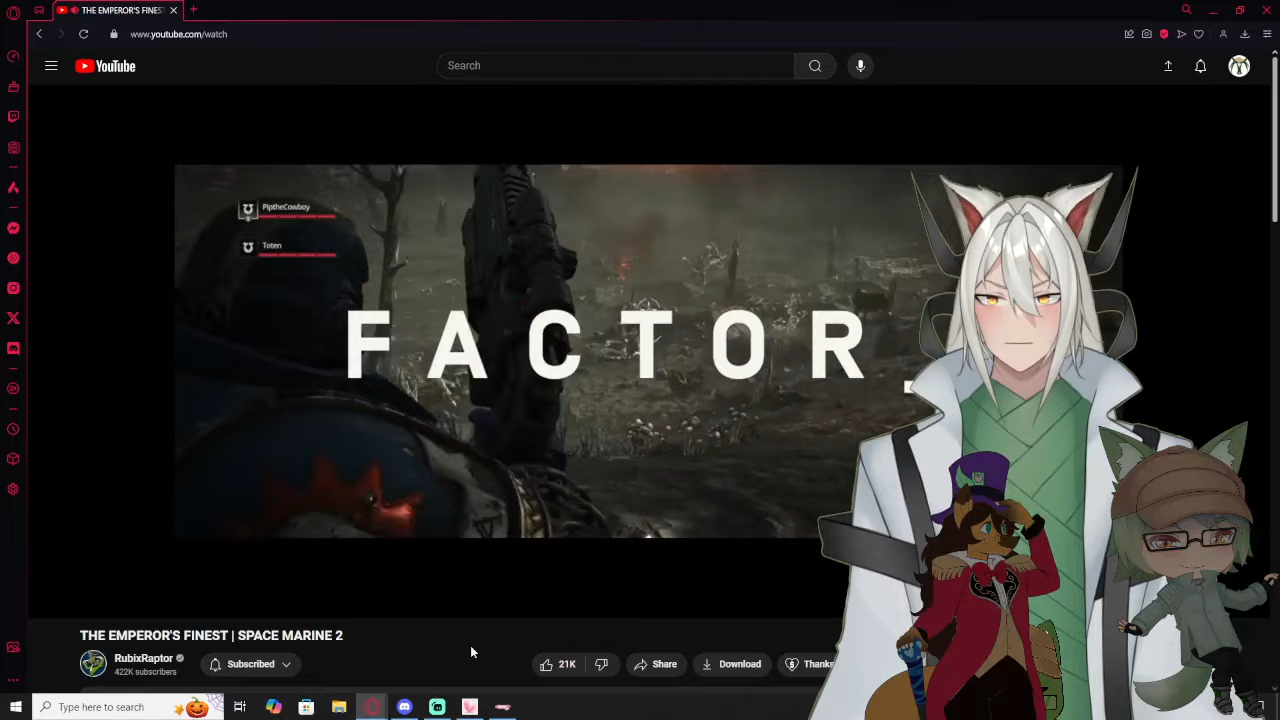 THE EMPEROR'S FINES
www.youtube.com/watch
YouTube
Search
PiptheCowboy
Toten
FACTOR_
THE EMPEROR'S FINEST | SPACE MARINE 2
RubixRaptor
422K subscribers
Subscribed
21K
Share
Download
Thanks
Type here to search